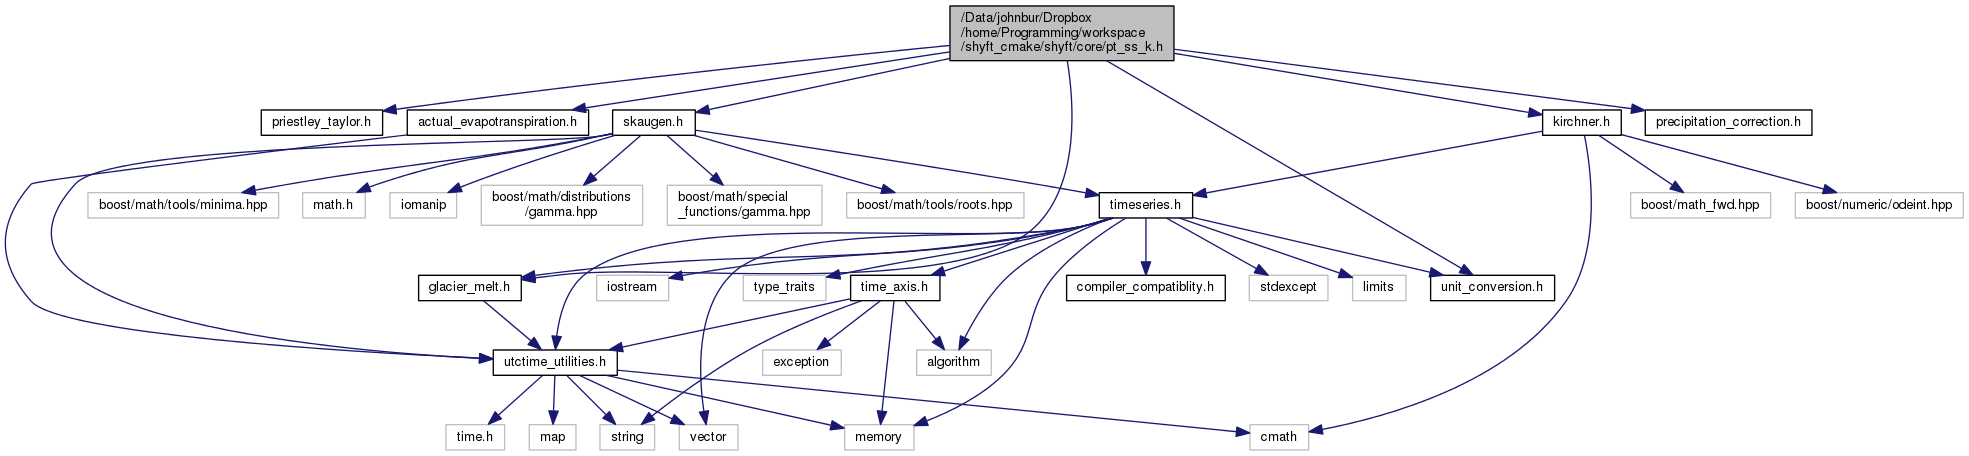 /Data/johnbur/Dropbox
/home/Programming/workspace
/shyft_cmake/shyft/core/pt_ss_k.h
priestley_taylor.h
actual_evapotranspiration.h
skaugen.h
kirchner.h
precipitation_correction.h
boost/math/tools/minima.hpp
math.h
iomanip
boost/math/distributions
/gamma.hpp
boost/math/special
_functions/gamma.hpp
boost/math/tools/roots.hpp
timeseries.h
boost/math_fwd.hpp
boost/numeric/odeint.hpp
glacier_melt.h
iostream
type_traits
time_axis.h
compiler_compatiblity.h
stdexcept
limits
unit_conversion.h
utctime_utilities.h
exception
algorithm
time.h
map
string
vector
memory
cmath